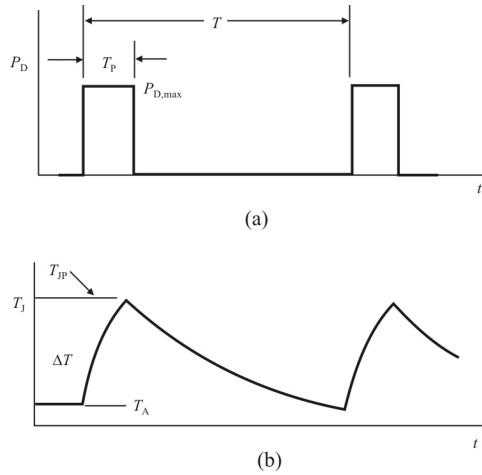 T
P_D
T_P
P_D,max
t
(a)
T_JP
T_J
ΔT
T_A
t
(b)